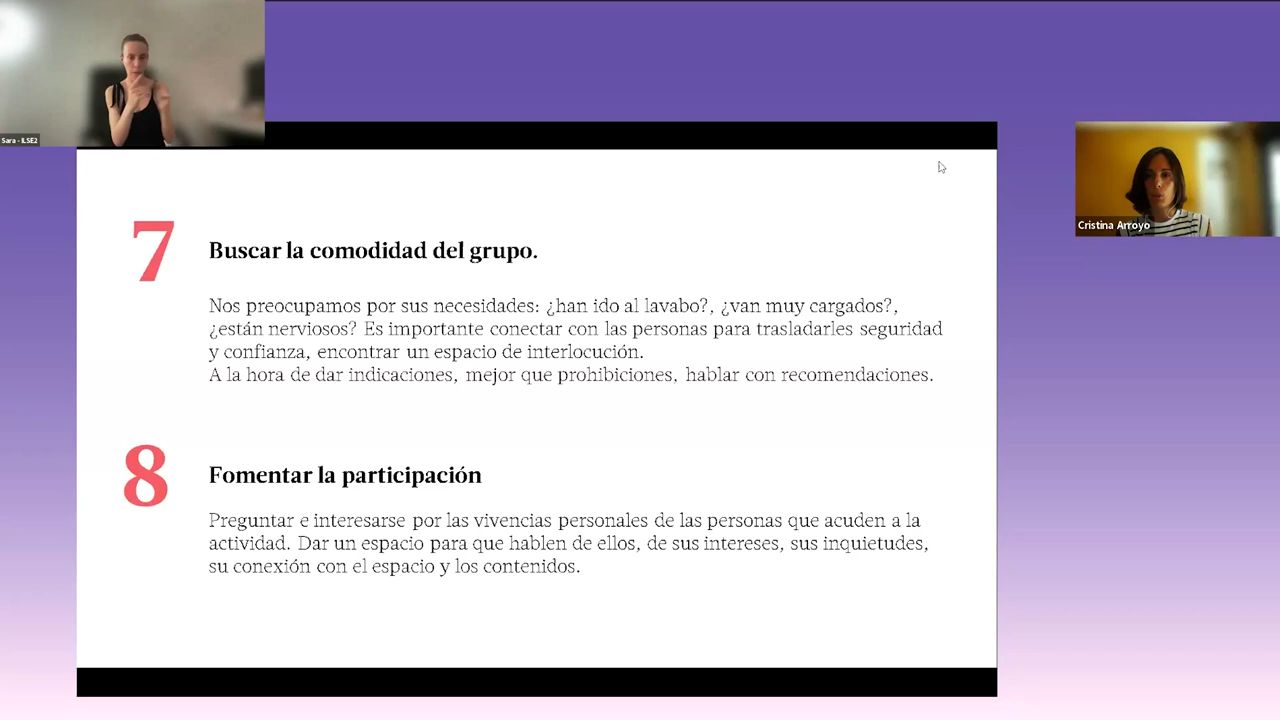 Sara - ILSE2
Cristina Arroyo
7
Buscar la comodidad del grupo.
Nos preocupamos por sus necesidades: ¿han ido al lavabo?, ¿van muy cargados?,
¿están nerviosos? Es importante conectar con las personas para trasladarles seguridad
y confianza, encontrar un espacio de interlocución.
A la hora de dar indicaciones, mejor que prohibiciones, hablar con recomendaciones.
8
Fomentar la participación
Preguntar e interesarse por las vivencias personales de las personas que acuden a la
actividad. Dar un espacio para que hablen de ellos, de sus intereses, sus inquietudes,
su conexión con el espacio y los contenidos.